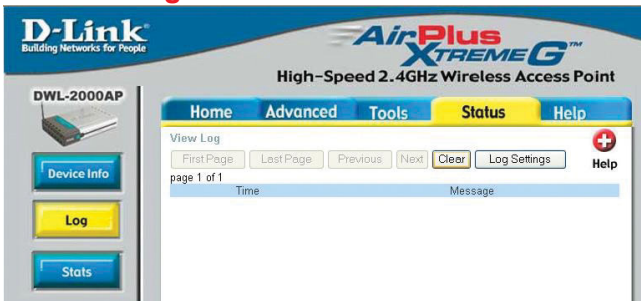 D-Link
Building Networks for People
AirPlus
XTREME G™
High-Speed 2.4GHz Wireless Access Point
DWL-2000AP
Home Advanced Tools Status Help
View Log
First Page Last Page Previous Next Clear Log Settings
Help
page 1 of 1
Time Message
Device Info
Log
Stats